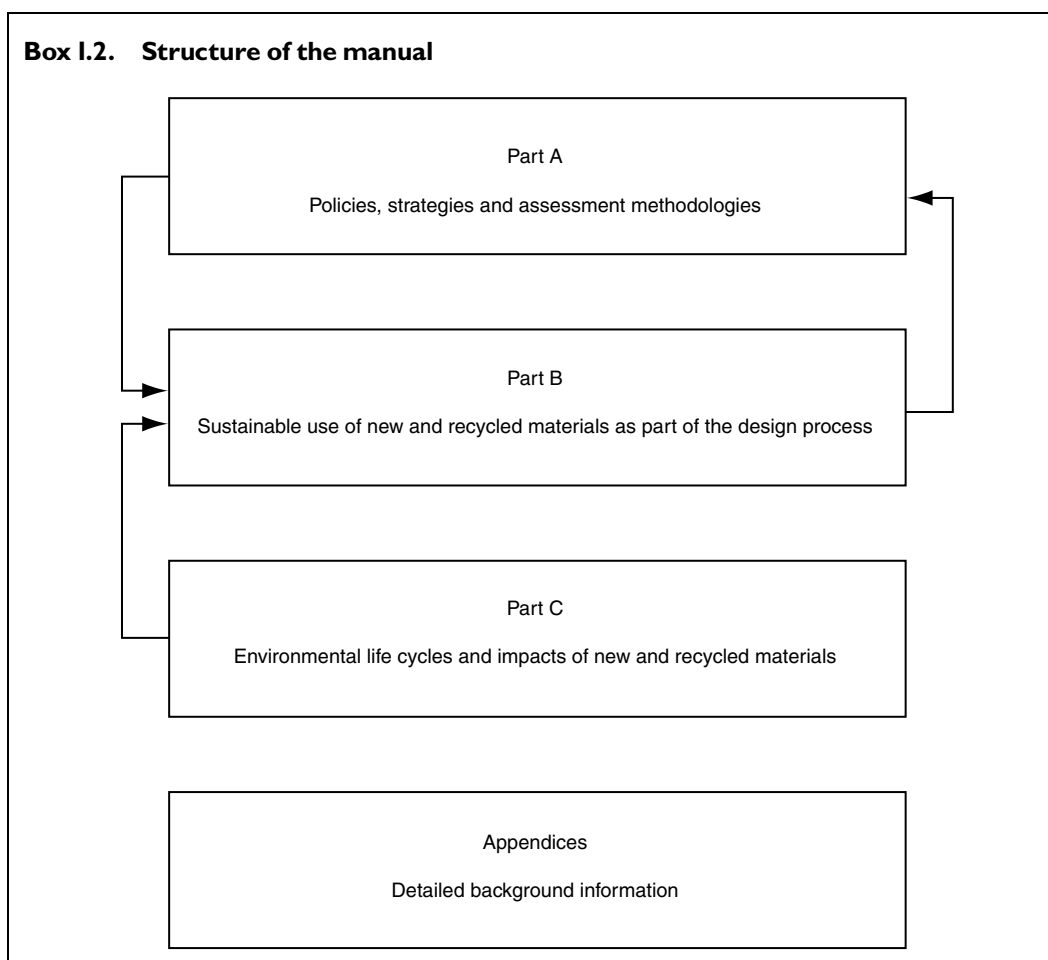 Box I.2. Structure of the manual
Part A
Policies, strategies and assessment methodologies
Part B
Sustainable use of new and recycled materials as part of the design process
Part C
Environmental life cycles and impacts of new and recycled materials
Appendices
Detailed background information